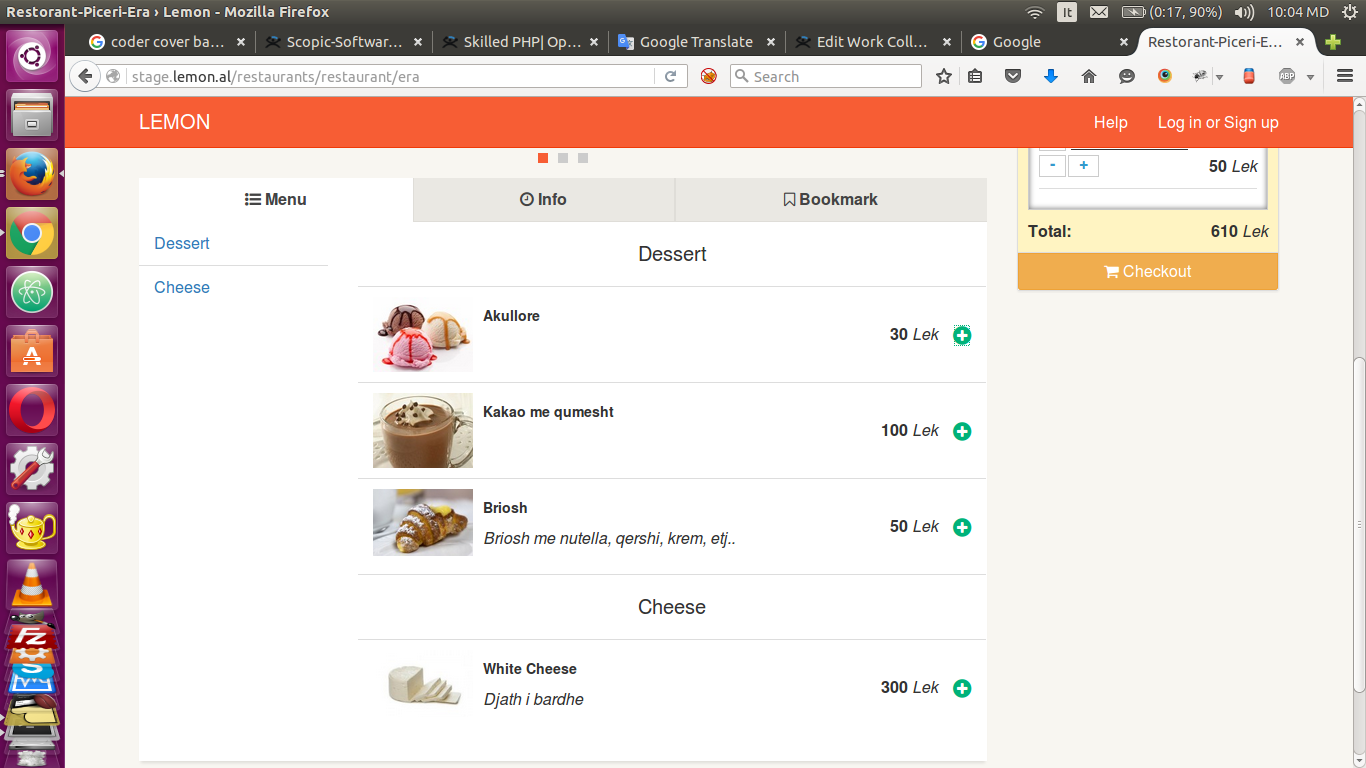 Restorant-Piceri-Era › Lemon - Mozilla Firefox
It
(0:17, 90%)
10:04 MD
coder cover ba...
Scopic-Softwar...
Skilled PHP| Op...
Google Translate
Edit Work Coll...
Google
Restorant-Piceri-E...
stage.lemon.al/restaurants/restaurant/era
Search
ABP
LEMON
Help
Log in or Sign up
-
+
50 Lek
Total:
610 Lek
Checkout
Menu
Info
Bookmark
Dessert
Cheese
Dessert
Akullore
30 Lek
Kakao me qumesht
100 Lek
Briosh
Briosh me nutella, qershi, krem, etj..
50 Lek
Cheese
White Cheese
Djath i bardhe
300 Lek